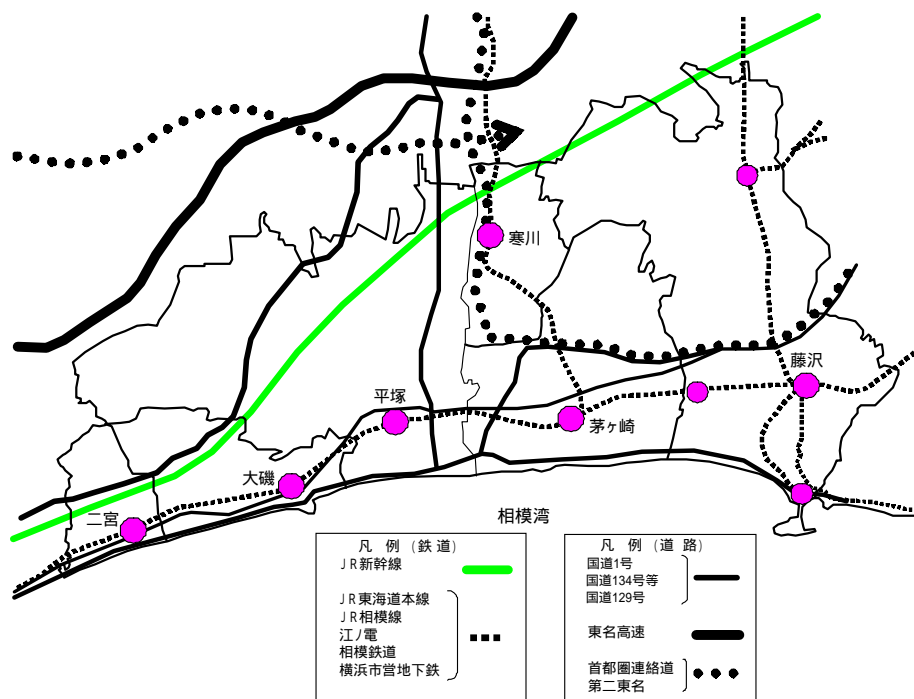 寒川
藤沢
平塚
茅ヶ崎
大磯
二宮
相模湾
凡 例 (鉄道)
JR新幹線
JR東海道本線
JR相模線
江ノ電
相模鉄道
横浜市営地下鉄
凡 例 (道路)
国道1号
国道134号等
国道129号
東名高速
首都圏連絡道
第二東名